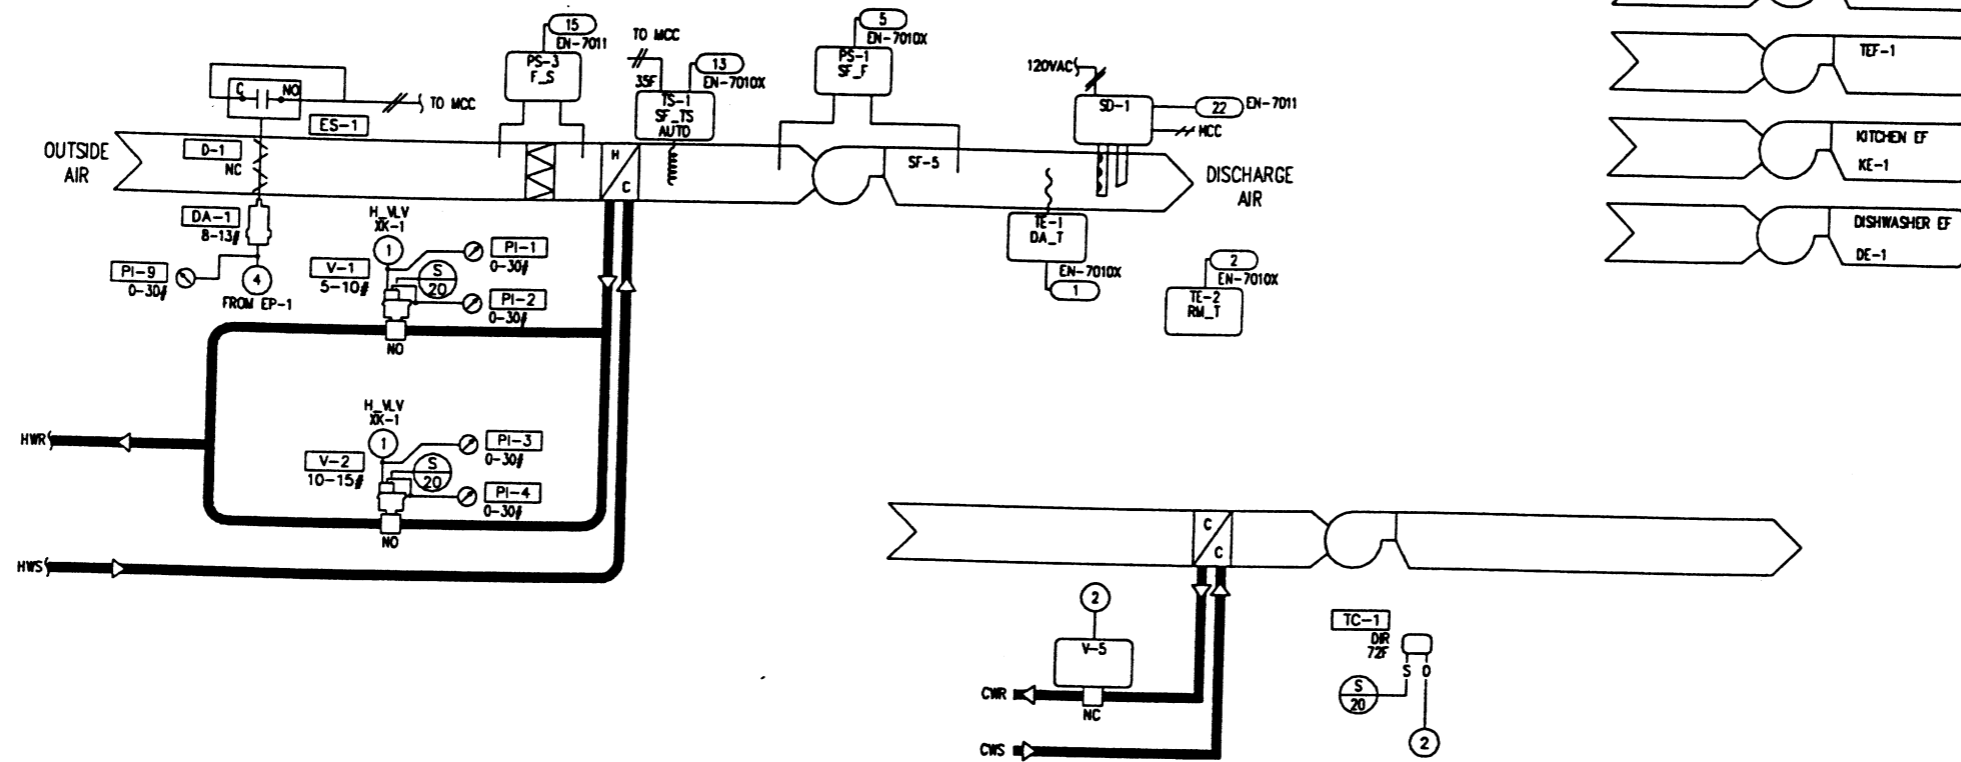 15
EN-7011
PS-3
F_S
TO MCC
13
EN-7010X
35F
TS-1
SF_TS
AUTO
5
EN-7010X
PS-1
SF_F
120VAC
SD-1
22
EN-7011
MCC
TEF-1
KITCHEN EF
KE-1
DISHWASHER EF
DE-1
C
NO
TO MCC
ES-1
OUTSIDE
AIR
D-1
NC
H
C
SF-5
DISCHARGE
AIR
DA-1
8-13#
PI-9
0-30#
4
FROM EP-1
H_VLV
XK-1
1
V-1
5-10#
S
20
PI-1
0-30#
PI-2
0-30#
NO
TE-1
DA_T
EN-7010X
1
2
EN-7010X
TE-2
RM_T
H_VLV
XK-1
1
V-2
10-15#
S
20
PI-3
0-30#
PI-4
0-30#
NO
HWR
HWS
C
C
2
V-5
NC
CWR
CWS
TC-1
DIR
72F
S O
S
20
2